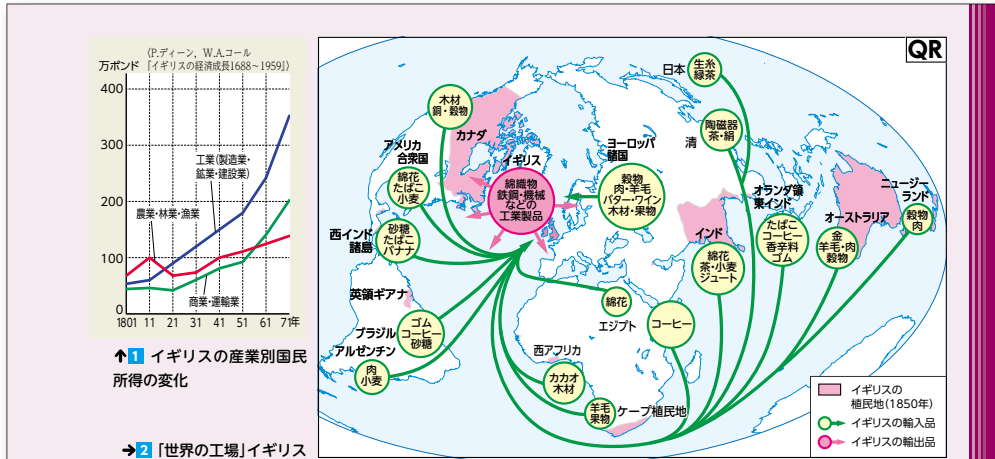 (P.ディーン，W.A.コール
万ポンド 『イギリスの経済成長1688～1959』)
400
300
200
100
0
1801 11 21 31 41 51 61 71年
工業(製造業・
鉱業・建設業)
農業・林業・漁業
商業・運輸業
↑1 イギリスの産業別国民
所得の変化
→2 「世界の工場」イギリス
QR
日本
生糸
緑茶
木材
銅・穀物
カナダ
陶磁器
茶・絹
清
アメリカ
合衆国
綿花
たばこ
小麦
イギリス
綿織物
鉄鋼・機械
などの
工業製品
ヨーロッパ
諸国
穀物
肉・羊毛
バター・ワイン
木材・果物
オランダ領
東インド
たばこ
コーヒー
香辛料
ゴム
ニュージー
ランド
穀物
肉
オーストラリア
金
羊毛・肉
穀物
西インド
諸島
砂糖
たばこ
バナナ
インド
綿花
茶・小麦
ジュート
英領ギアナ
綿花
エジプト
コーヒー
ブラジル
ゴム
コーヒー
砂糖
アルゼンチン
肉
小麦
西アフリカ
カカオ
木材
羊毛
果物
ケープ植民地
イギリスの
植民地(1850年)
イギリスの輸入品
イギリスの輸出品